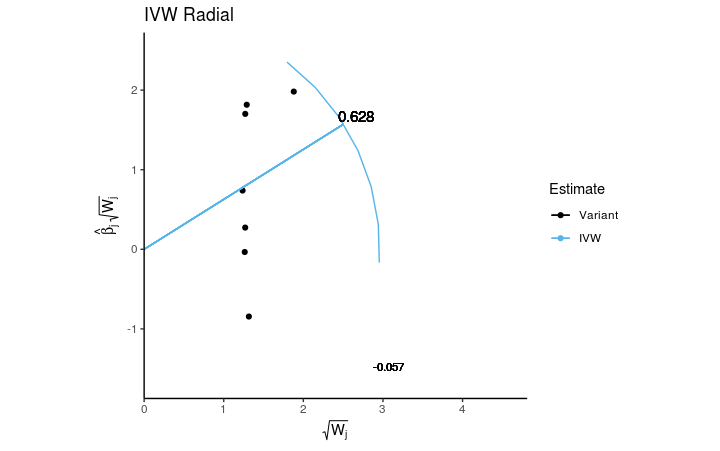 IVW Radial
0.628
-0.057
2
1
0
-1
0 1 2 3 4
β̂j√Wj
√Wj
Estimate
Variant
IVW